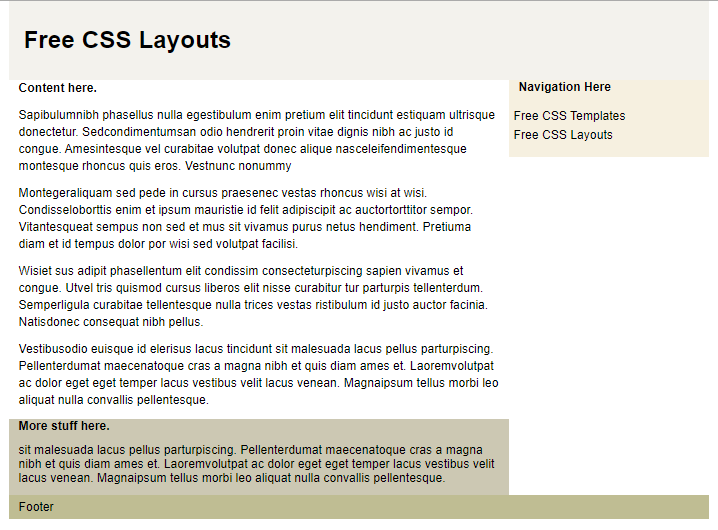 Free CSS Layouts
Content here.
Sapibulumnibh phasellus nulla egestibulum enim pretium elit tincidunt estiquam ultrisque
donectetur. Sedcondimentumsan odio hendrerit proin vitae dignis nibh ac justo id
congue. Amesintesque vel curabitae volutpat donec alique nasceleifendimentesque
montesque rhoncus quis eros. Vestnunc nonummy
Montegeraliquam sed pede in cursus praesenec vestas rhoncus wisi at wisi.
Condisseloborttis enim et ipsum mauristie id felit adipiscipit ac auctortorttitor sempor.
Vitantesqueat sempus non sed et mus sit vivamus purus netus hendiment. Pretiuma
diam et id tempus dolor por wisi sed volutpat facilisi.
Wisiet sus adipit phasellentum elit condissim consecteturpiscing sapien vivamus et
congue. Utvel tris quismod cursus liberos elit nisse curabitur tur parturpis tellenterdum.
Semperligula curabitae tellentesque nulla trices vestas ristibulum id justo auctor facinia.
Natisdonec consequat nibh pellus.
Vestibusodio euisque id elerisus lacus tincidunt sit malesuada lacus pellus parturpiscing.
Pellenterdumat maecenatoque cras a magna nibh et quis diam ames et. Laoremvolutpat
ac dolor eget eget temper lacus vestibus velit lacus venean. Magnaipsum tellus morbi leo
aliquat nulla convallis pellentesque.
More stuff here.
sit malesuada lacus pellus parturpiscing. Pellenterdumat maecenatoque cras a magna
nibh et quis diam ames et. Laoremvolutpat ac dolor eget eget temper lacus vestibus velit
lacus venean. Magnaipsum tellus morbi leo aliquat nulla convallis pellentesque.
Navigation Here
Free CSS Templates
Free CSS Layouts
Footer